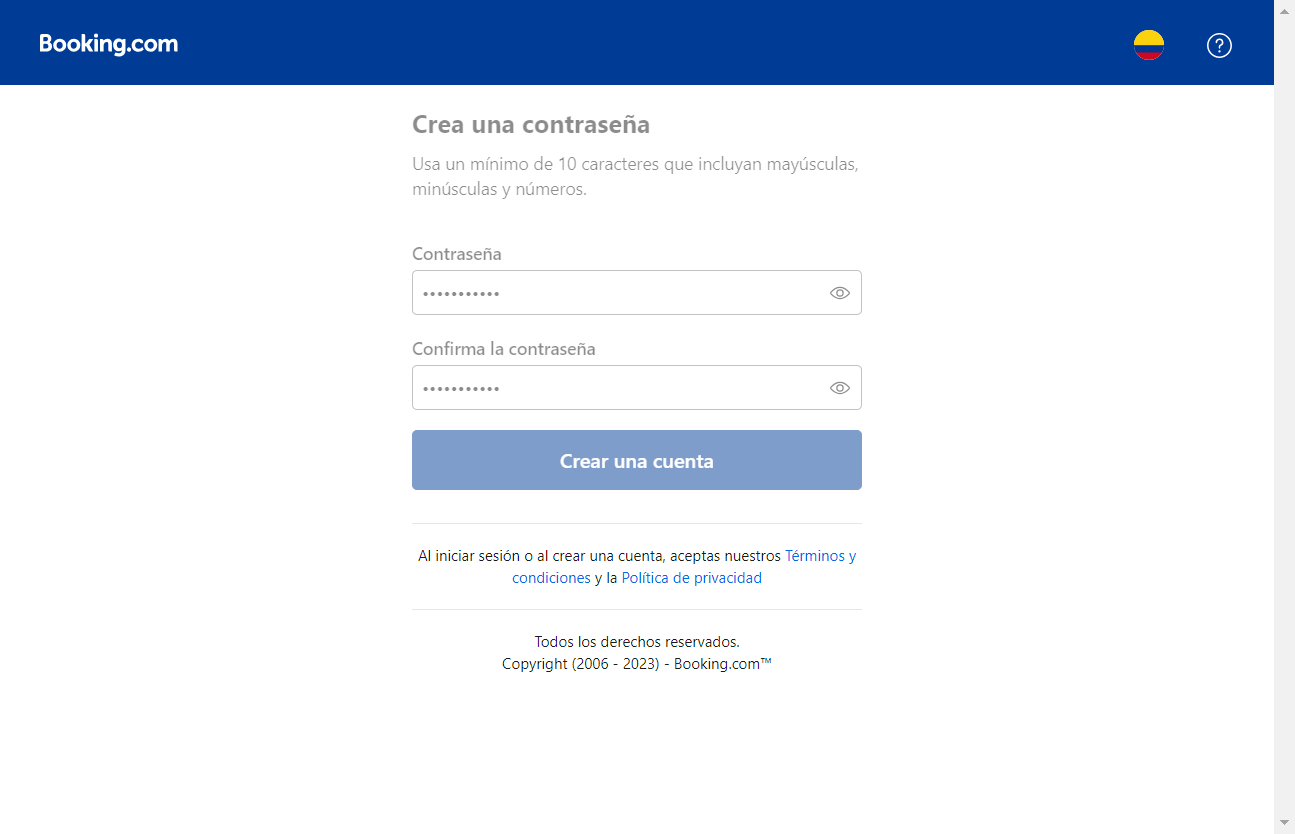 Booking.com
Crea una contraseña
Usa un mínimo de 10 caracteres que incluyan mayúsculas,
minúsculas y números.
Contraseña
•••••••••••
Confirma la contraseña
•••••••••••
Crear una cuenta
Al iniciar sesión o al crear una cuenta, aceptas nuestros Términos y
condiciones y la Política de privacidad
Todos los derechos reservados.
Copyright (2006 - 2023) - Booking.com™